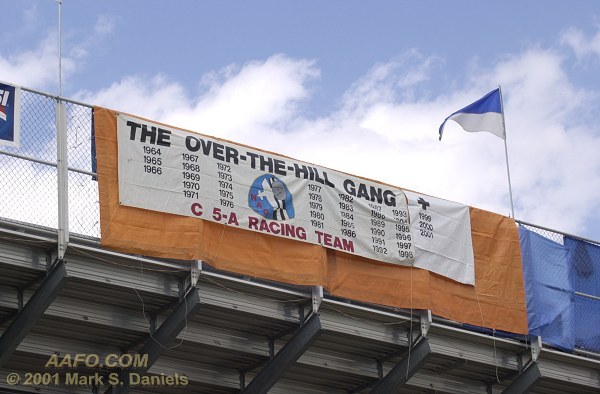 SI
THE OVER-THE-HILL GANG
1964 1967 1972 1977 1982 1987 1993 1999
1965 1968 1973 1978 1983 1988 1994 2000
1966 1969 1974 1979 1984 1989 1995 2001
1970 1975 1980 1985 1990 1996
1971 1976 1981 1986 1991 1997
1992 1998
C 5-A RACING TEAM
AAFO.COM
© 2001 Mark S. Daniels